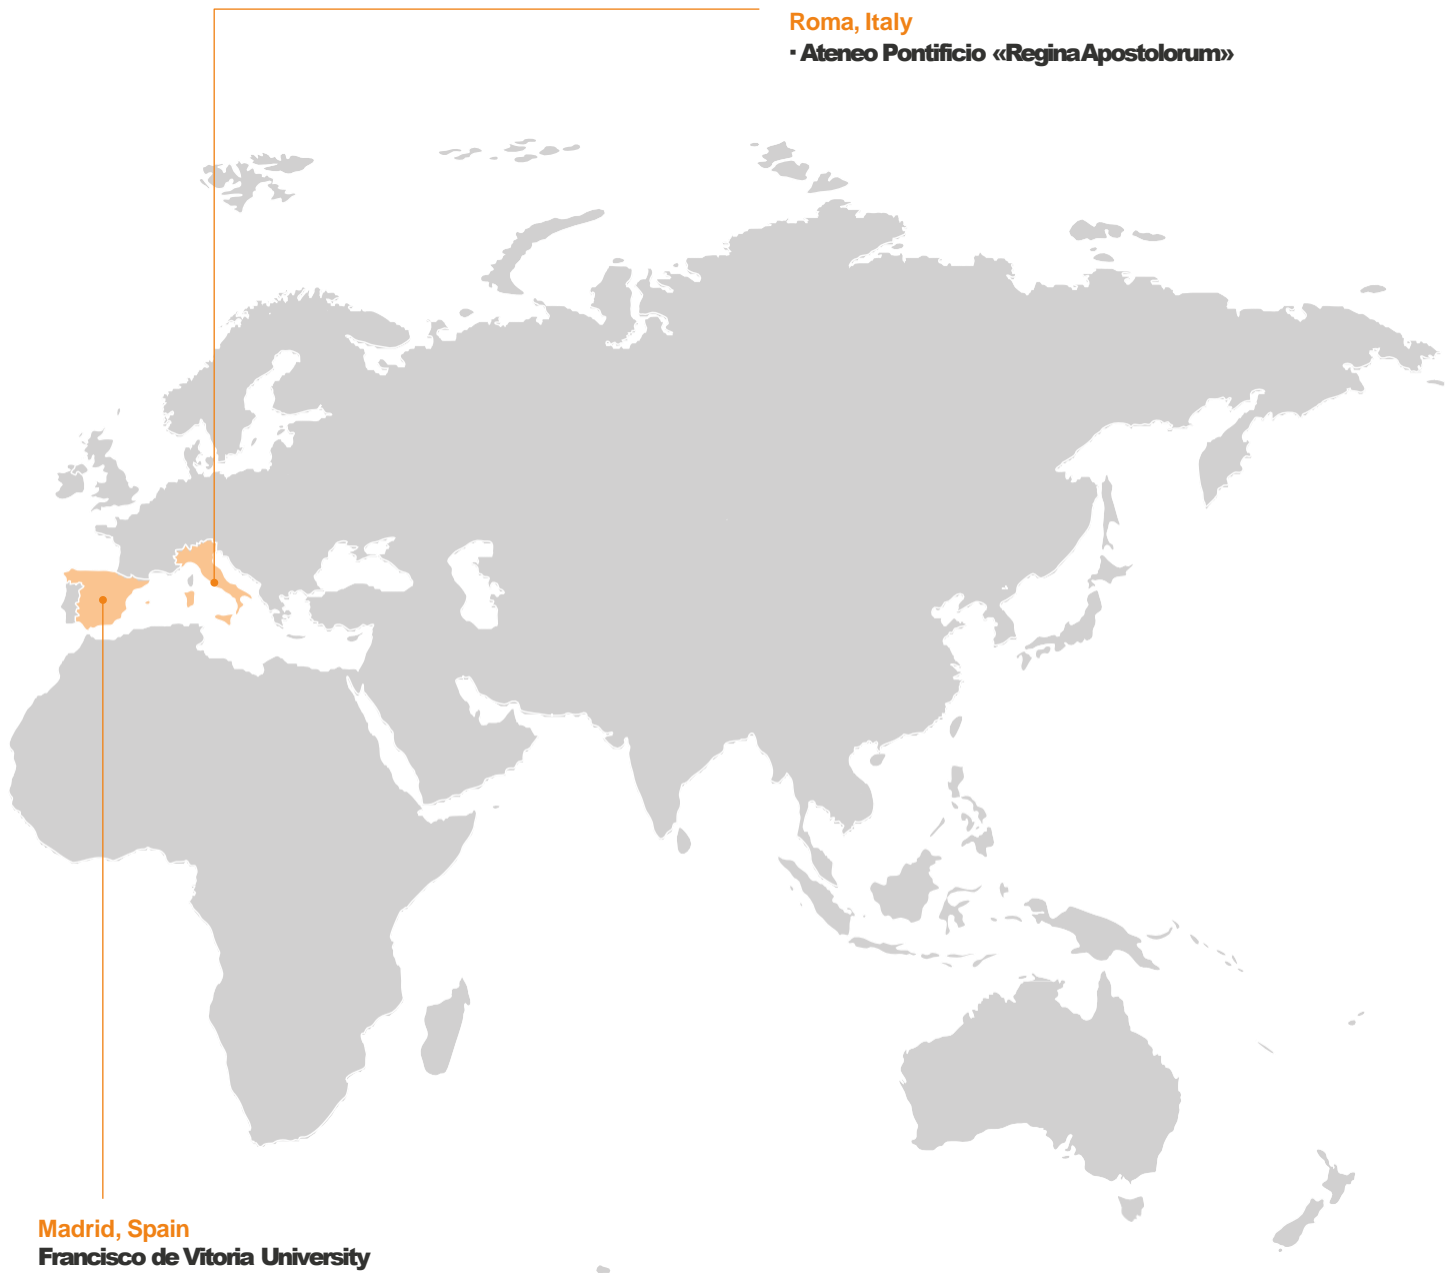 Roma, Italy
· Ateneo Pontificio «Regina Apostolorum»
Madrid, Spain
Francisco de Vitoria University